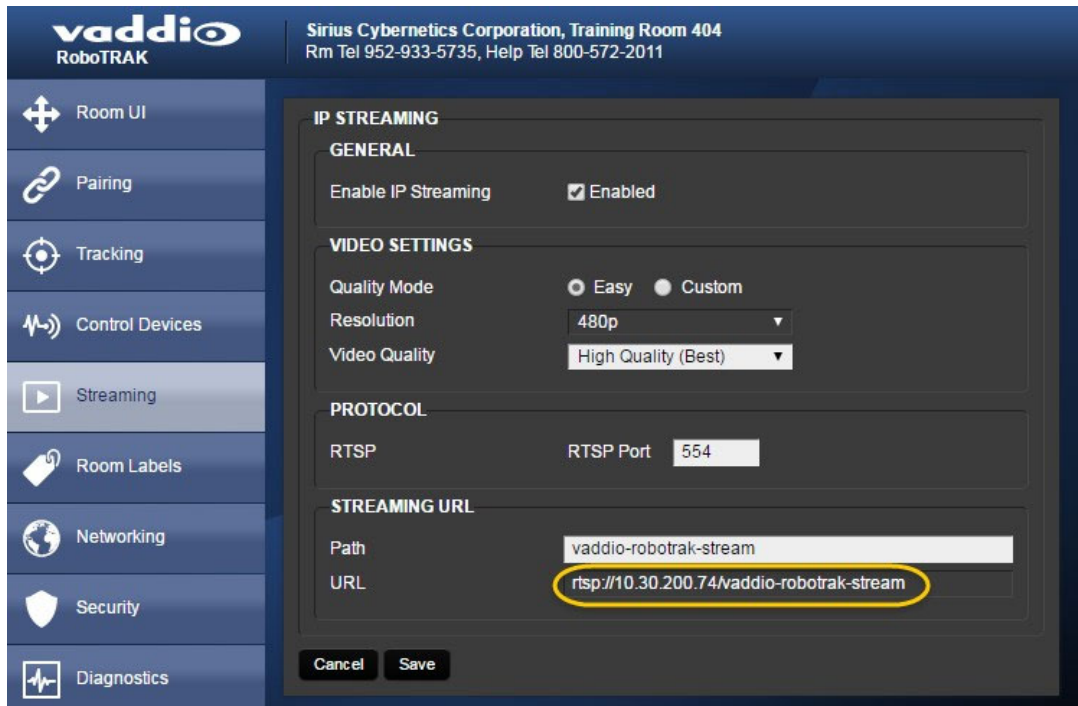 vaddio
RoboTRAK
Sirius Cybernetics Corporation, Training Room 404
Rm Tel 952-933-5735, Help Tel 800-572-2011
Room UI
Pairing
Tracking
Control Devices
Streaming
Room Labels
Networking
Security
Diagnostics
IP STREAMING
GENERAL
Enable IP Streaming Enabled
VIDEO SETTINGS
Quality Mode Easy Custom
Resolution 480p
Video Quality High Quality (Best)
PROTOCOL
RTSP RTSP Port 554
STREAMING URL
Path vaddio-robotrak-stream
URL rtsp://10.30.200.74/vaddio-robotrak-stream
Cancel Save